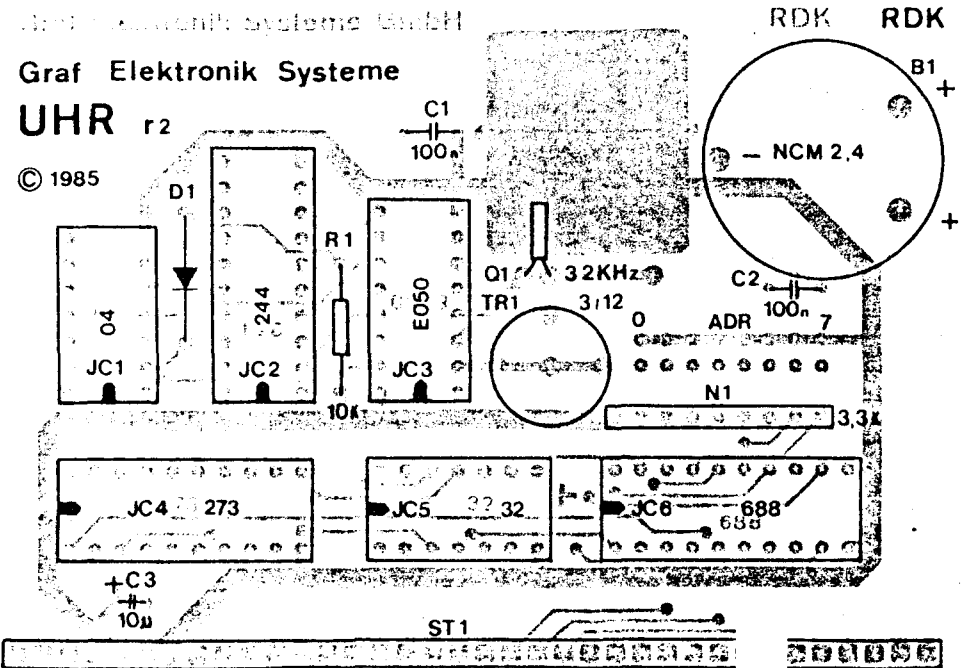 RDK RDK
Graf Elektronik Systeme
UHR r2
© 1985
C1
100n
B1
+
− NCM 2,4
+
D1
R1
Q1 32KHz
TR1 3/12
C2
100n
0 ADR 7
04
JC1
244
JC2
E050
JC3
10K
N1
3,3K
JC4 273
JC5 32 32
JC6 688
688
+ C3
10µ
ST1